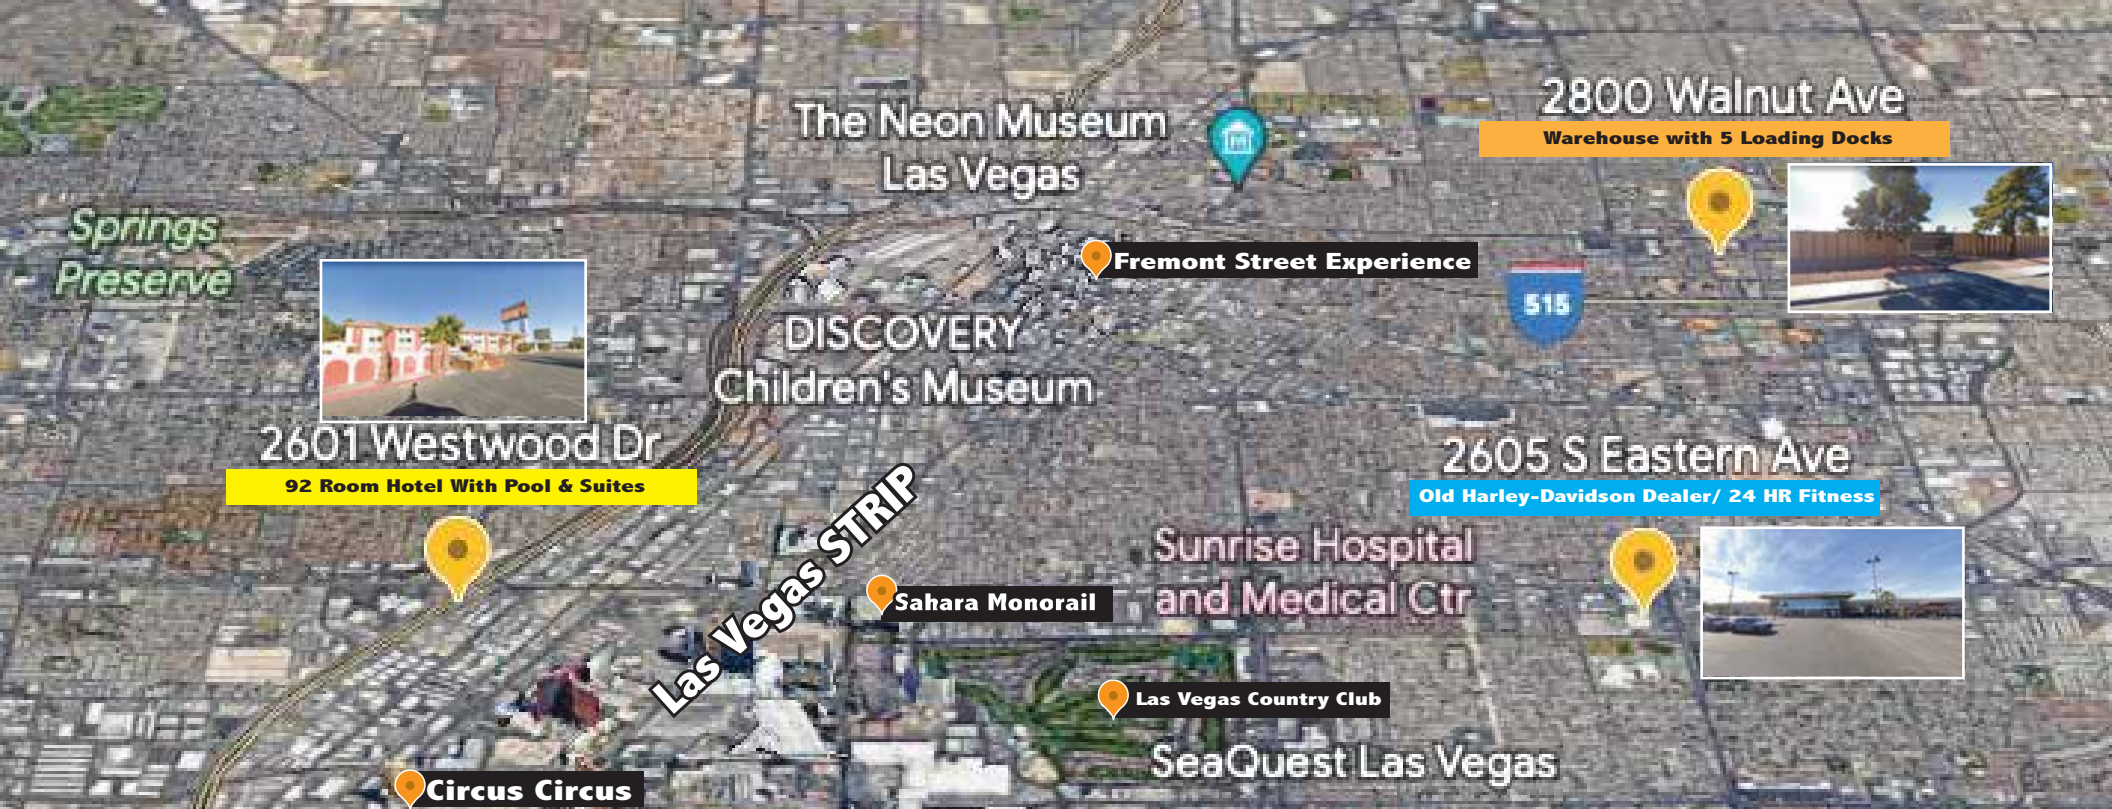 2800 Walnut Ave
Warehouse with 5 Loading Docks
The Neon Museum
Las Vegas
Springs
Preserve
Fremont Street Experience
515
DISCOVERY
Children's Museum
2601 Westwood Dr
92 Room Hotel With Pool & Suites
2605 S Eastern Ave
Old Harley-Davidson Dealer/ 24 HR Fitness
Las Vegas STRIP
Sunrise Hospital
and Medical Ctr
Sahara Monorail
Las Vegas Country Club
SeaQuest Las Vegas
Circus Circus